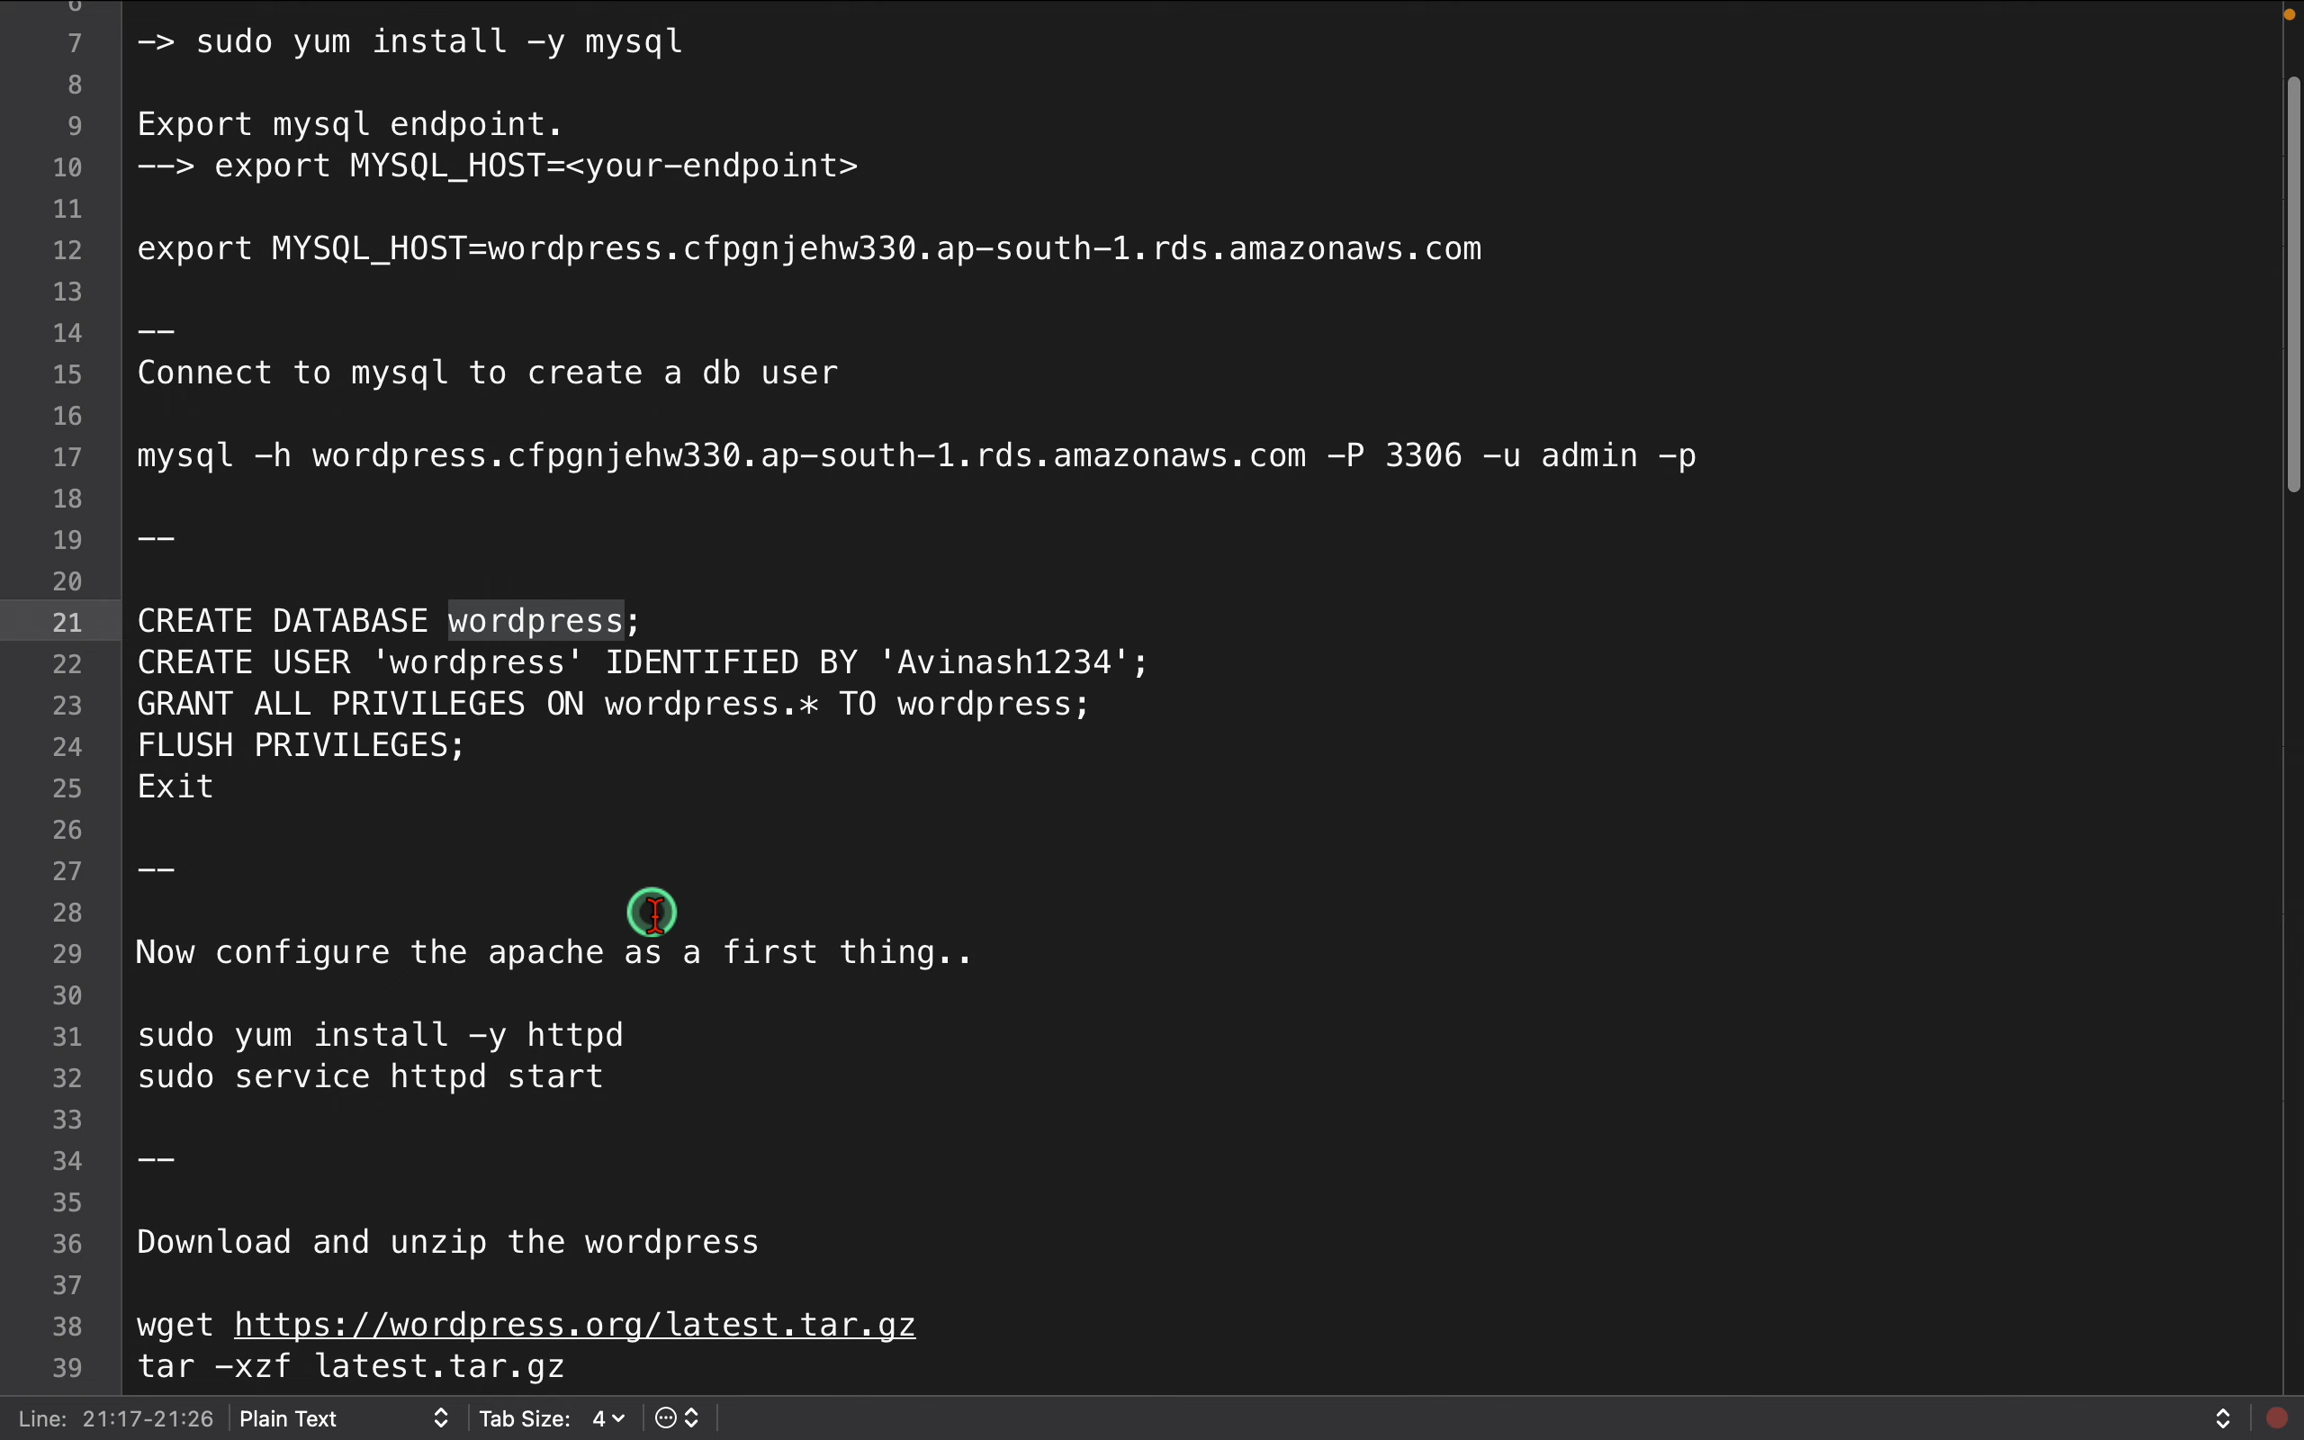 6
7 -> sudo yum install -y mysql
8
9 Export mysql endpoint.
10 --> export MYSQL_HOST=<your-endpoint>
11
12 export MYSQL_HOST=wordpress.cfpgnjehw330.ap-south-1.rds.amazonaws.com
13
14 --
15 Connect to mysql to create a db user
16
17 mysql -h wordpress.cfpgnjehw330.ap-south-1.rds.amazonaws.com -P 3306 -u admin -p
18
19 --
20
21 CREATE DATABASE wordpress;
22 CREATE USER 'wordpress' IDENTIFIED BY 'Avinash1234';
23 GRANT ALL PRIVILEGES ON wordpress.* TO wordpress;
24 FLUSH PRIVILEGES;
25 Exit
26
27 --
28
29 Now configure the apache as a first thing..
30
31 sudo yum install -y httpd
32 sudo service httpd start
33
34 --
35
36 Download and unzip the wordpress
37
38 wget https://wordpress.org/latest.tar.gz
39 tar -xzf latest.tar.gz
Line: 21:17-21:26 Plain Text Tab Size: 4